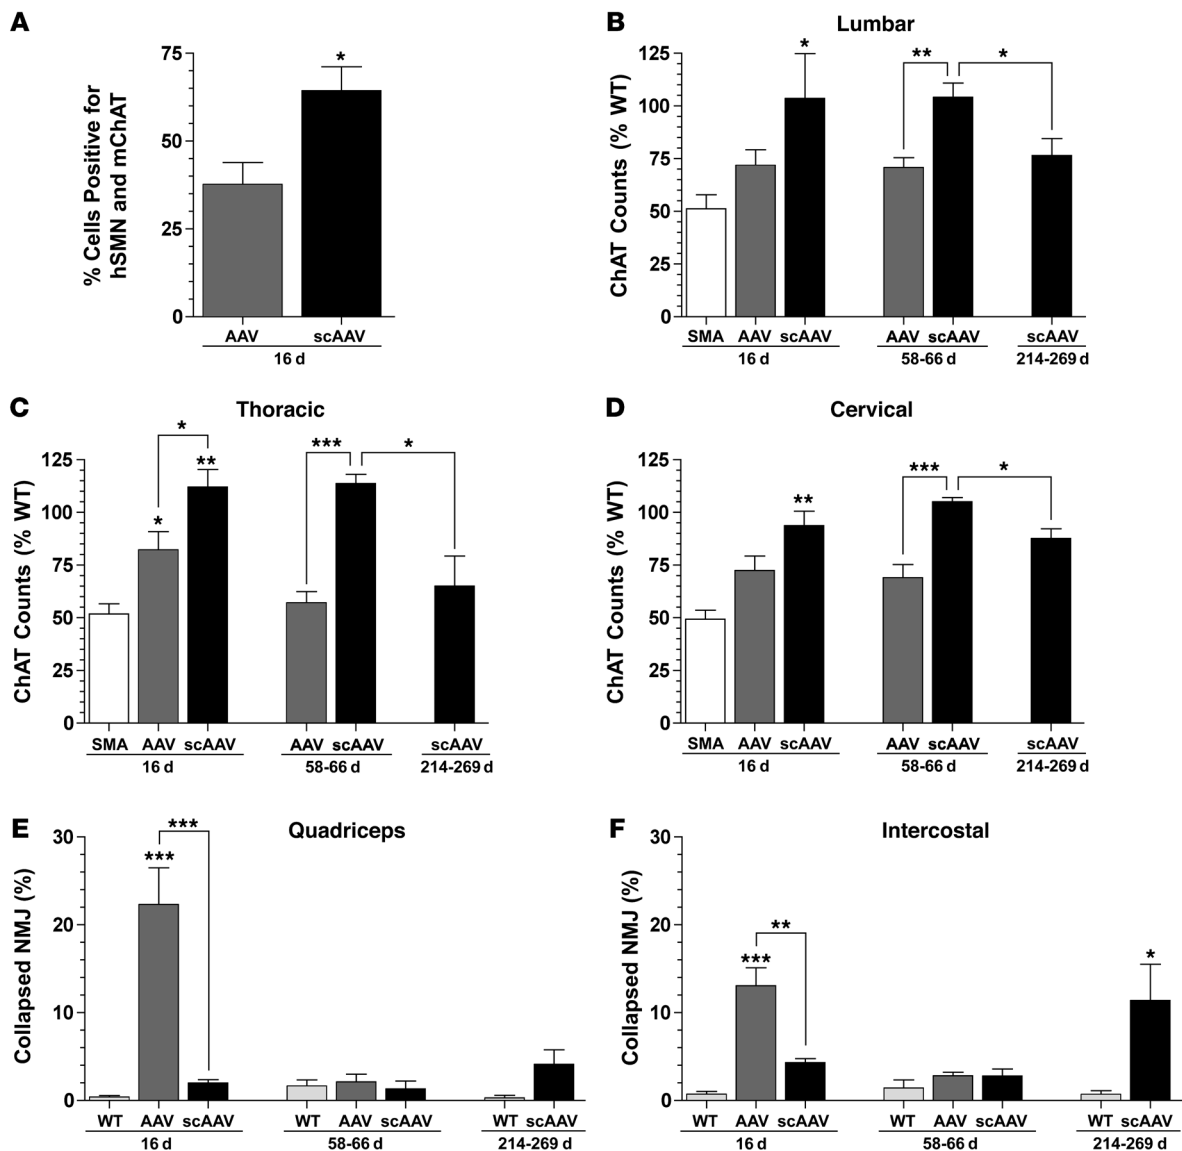 A
% Cells Positive for
hSMN and mChAT
75
50
25
0
*
AAV scAAV
16 d
B
Lumbar
ChAT Counts (% WT)
125
100
75
50
25
0
* ** *
SMA AAV scAAV AAV scAAV scAAV
16 d 58-66 d 214-269 d
C
Thoracic
ChAT Counts (% WT)
125
100
75
50
25
0
* *** *
**
*
SMA AAV scAAV AAV scAAV scAAV
16 d 58-66 d 214-269 d
D
Cervical
ChAT Counts (% WT)
125
100
75
50
25
0
*** *
**
SMA AAV scAAV AAV scAAV scAAV
16 d 58-66 d 214-269 d
E
Quadriceps
Collapsed NMJ (%)
30
20
10
0
***
***
WT AAV scAAV WT AAV scAAV WT scAAV
16 d 58-66 d 214-269 d
F
Intercostal
Collapsed NMJ (%)
30
20
10
0
**
*** *
WT AAV scAAV WT AAV scAAV WT scAAV
16 d 58-66 d 214-269 d